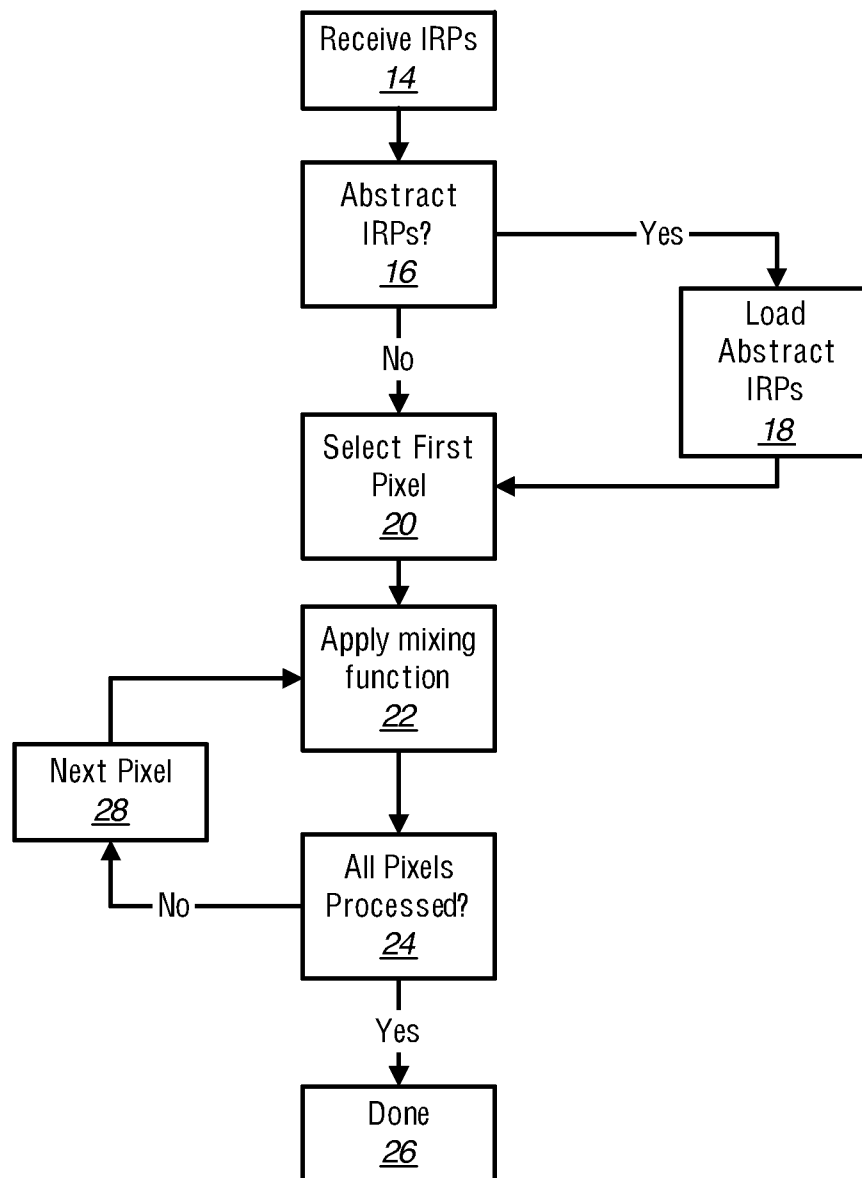 Receive IRPs
14
Abstract
IRPs?
16
Yes
Load
Abstract
IRPs
18
No
Select First
Pixel
20
Apply mixing
function
22
Next Pixel
28
All Pixels
Processed?
24
No
Yes
Done
26